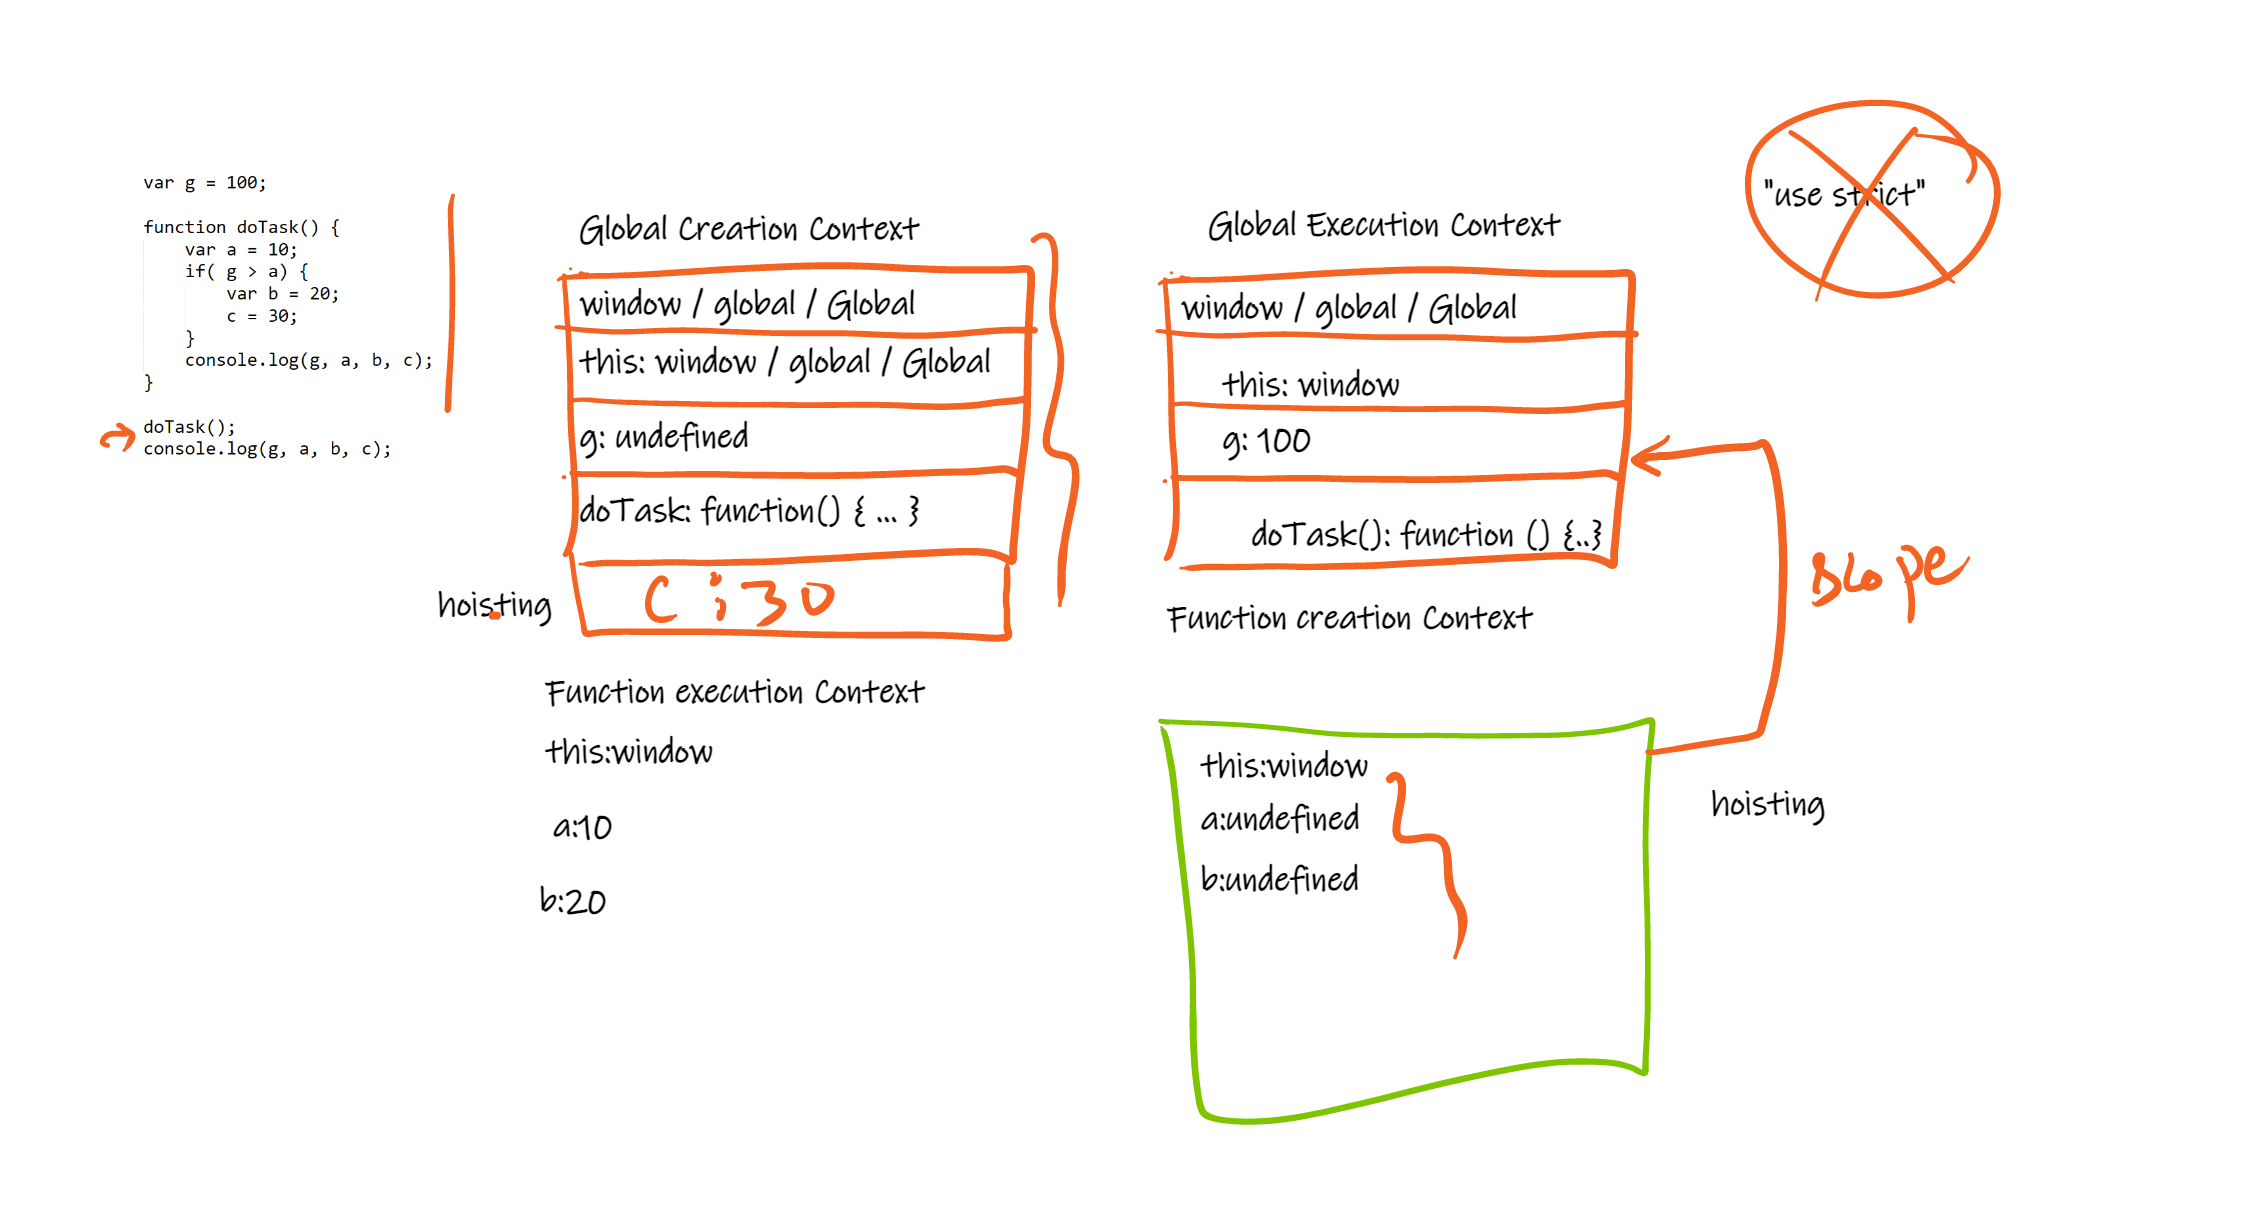 var g = 100;
function doTask() {
    var a = 10;
    if( g > a) {
        var b = 20;
        c = 30;
    }
    console.log(g, a, b, c);
}
doTask();
console.log(g, a, b, c);
Global Creation Context
window / global / Global
this: window / global / Global
g: undefined
doTask: function() { ... }
C : 30
hoisting
Function execution Context
this:window
a:10
b:20
Global Execution Context
window / global / Global
this: window
g: 100
doTask(): function () {..}
Function creation Context
this:window
a:undefined
b:undefined
hoisting
Scope
"use strict"